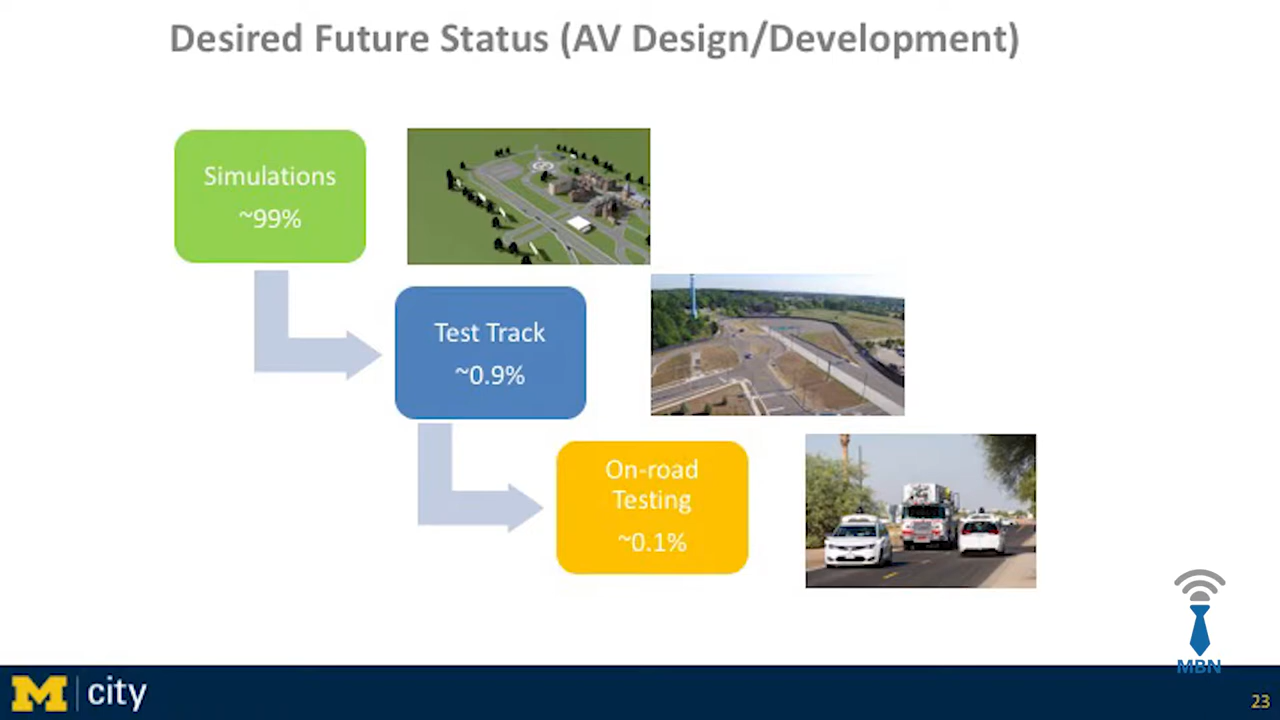 Desired Future Status (AV Design/Development)
Simulations
~99%
Test Track
~0.9%
On-road
Testing
~0.1%
MBN
M city
23